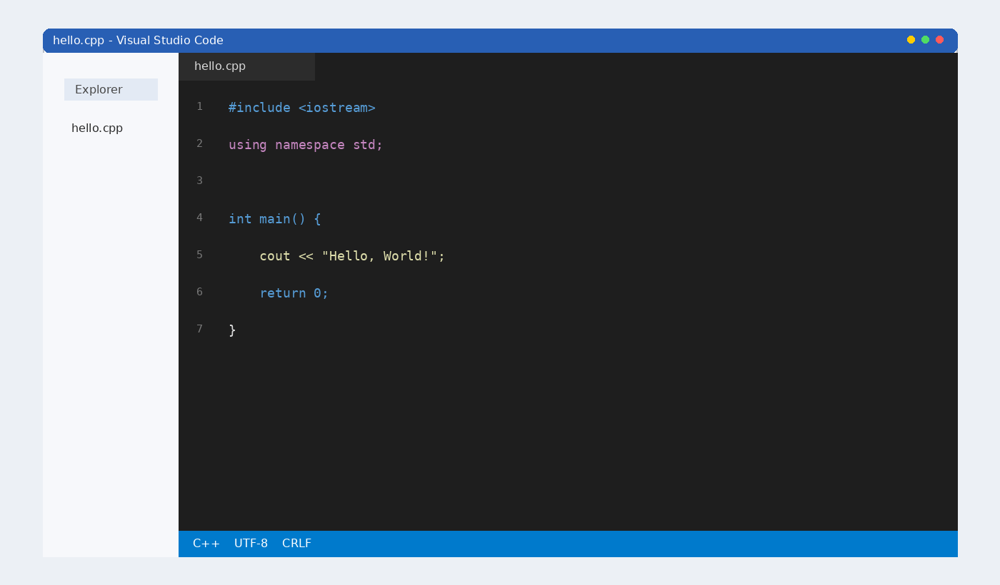 hello.cpp - Visual Studio Code
Explorer
hello.cpp
hello.cpp
1 #include <iostream>
2 using namespace std;
3
4 int main() {
5     cout << "Hello, World!";
6     return 0;
7 }
C++ UTF-8 CRLF